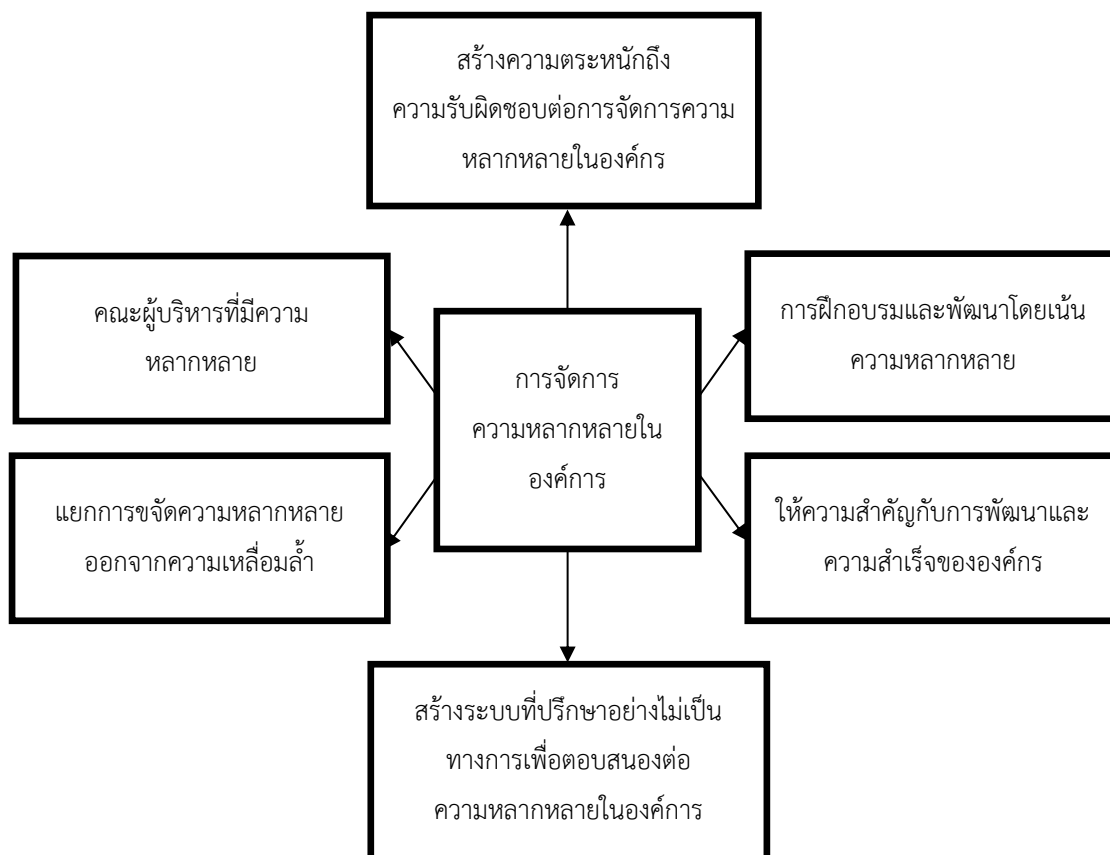 สร้างความตระหนักถึง
ความรับผิดชอบต่อการจัดการความ
หลากหลายในองค์กร
คณะผู้บริหารที่มีความ
หลากหลาย
การฝึกอบรมและพัฒนาโดยเน้น
ความหลากหลาย
การจัดการ
ความหลากหลายใน
องค์การ
แยกการขจัดความหลากหลาย
ออกจากความเหลื่อมล้ำ
ให้ความสำคัญกับการพัฒนาและ
ความสำเร็จขององค์กร
สร้างระบบที่ปรึกษาอย่างไม่เป็น
ทางการเพื่อตอบสนองต่อ
ความหลากหลายในองค์การ